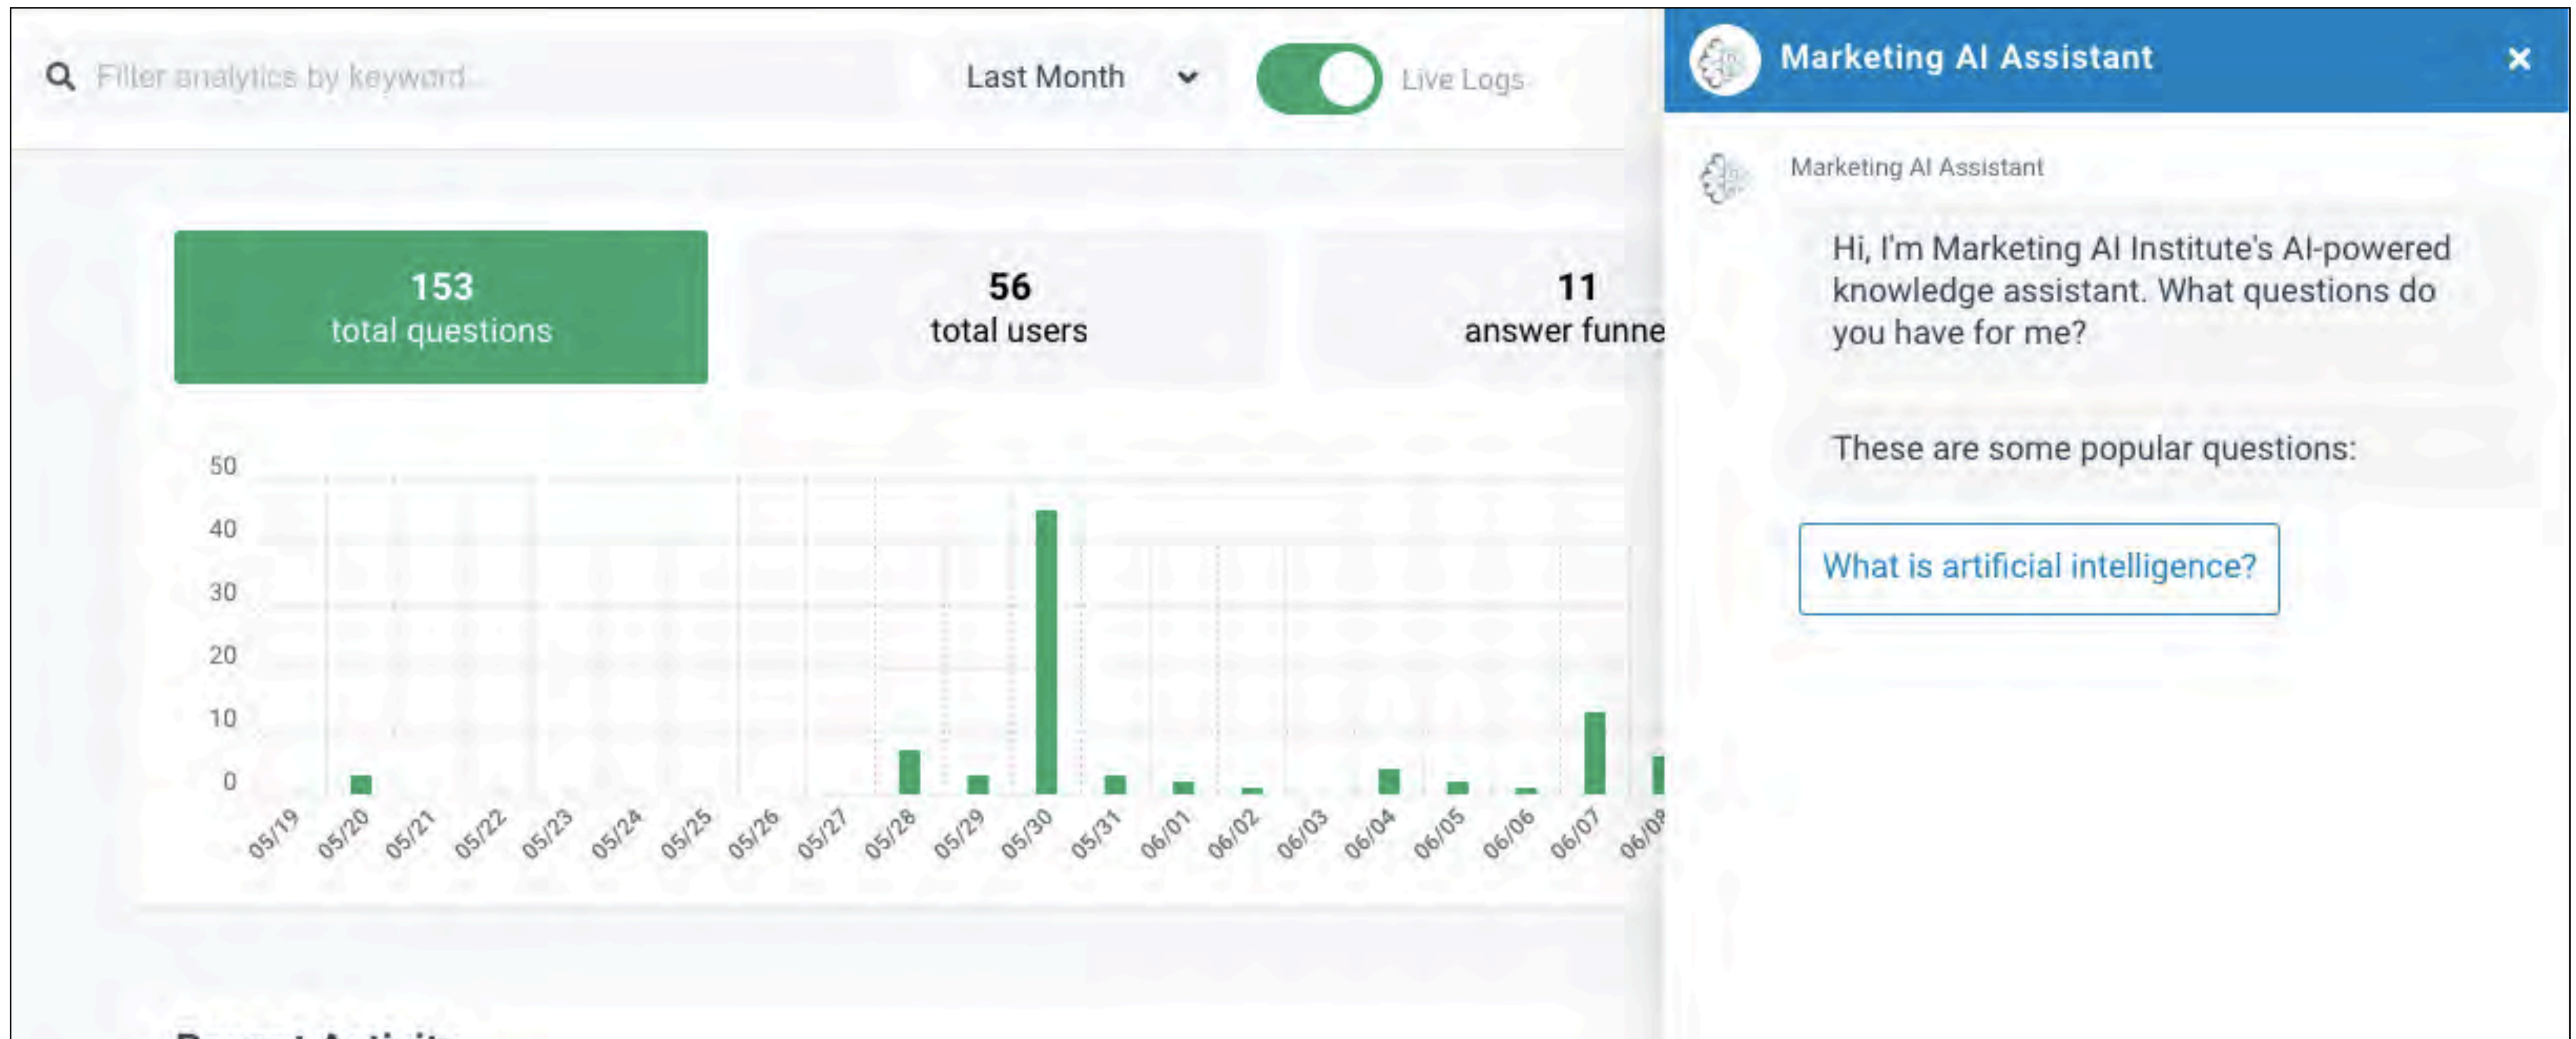 Filter analytics by keyword...
Last Month
Live Logs
153
total questions
56
total users
11
answer funne
50
40
30
20
10
0
05/19
05/20
05/21
05/22
05/23
05/24
05/25
05/26
05/27
05/28
05/29
05/30
05/31
06/01
06/02
06/03
06/04
06/05
06/06
06/07
06/08
Marketing AI Assistant
Marketing AI Assistant
Hi, I'm Marketing AI Institute's AI-powered
knowledge assistant. What questions do
you have for me?
These are some popular questions:
What is artificial intelligence?